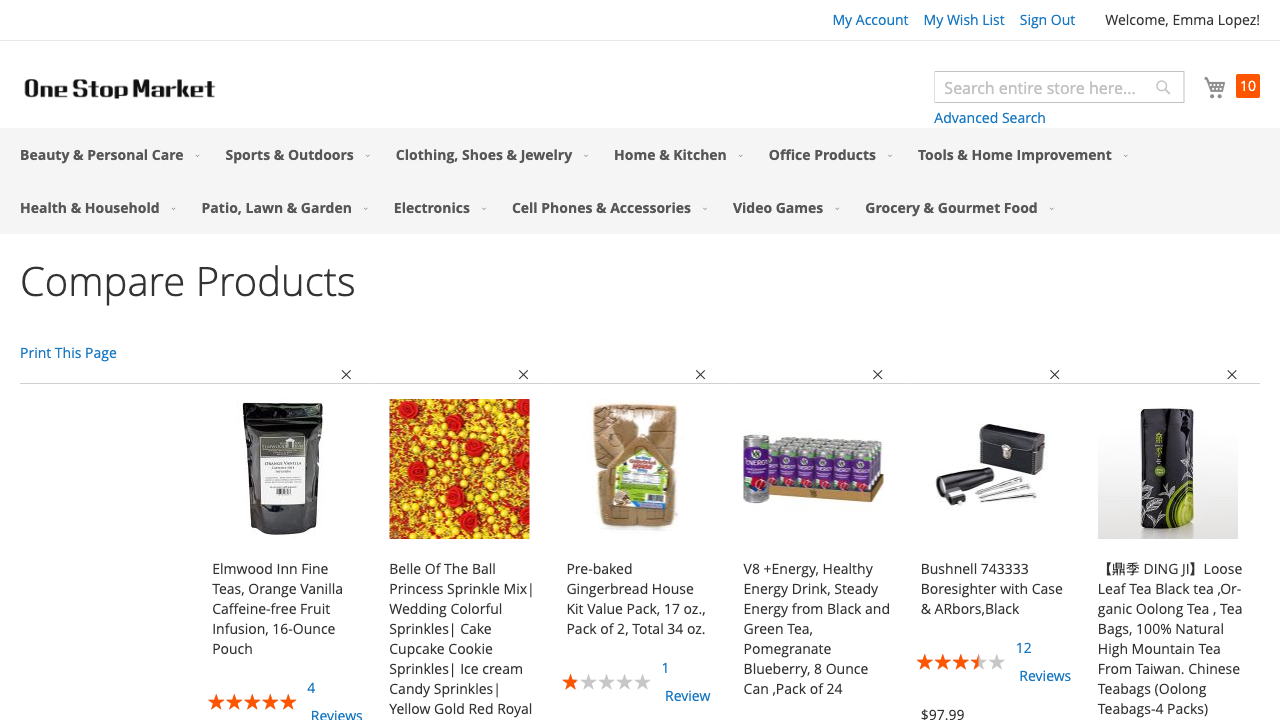 My Account My Wish List Sign Out Welcome, Emma Lopez!
One Stop Market
Search entire store here...
10
Advanced Search
Beauty & Personal Care Sports & Outdoors Clothing, Shoes & Jewelry Home & Kitchen Office Products Tools & Home Improvement
Health & Household Patio, Lawn & Garden Electronics Cell Phones & Accessories Video Games Grocery & Gourmet Food
Compare Products
Print This Page
ELMWOOD INN
ORANGE VANILLA
V8
ENERGY
Elmwood Inn Fine
Teas, Orange Vanilla
Caffeine-free Fruit
Infusion, 16-Ounce
Pouch
4
Reviews
Belle Of The Ball
Princess Sprinkle Mix|
Wedding Colorful
Sprinkles| Cake
Cupcake Cookie
Sprinkles| Ice cream
Candy Sprinkles|
Yellow Gold Red Royal
Pre-baked
Gingerbread House
Kit Value Pack, 17 oz.,
Pack of 2, Total 34 oz.
1
Review
V8 +Energy, Healthy
Energy Drink, Steady
Energy from Black and
Green Tea,
Pomegranate
Blueberry, 8 Ounce
Can ,Pack of 24
Bushnell 743333
Boresighter with Case
& ARbors,Black
12
Reviews
$97.99
【鼎季 DING JI】Loose
Leaf Tea Black tea ,Or-
ganic Oolong Tea , Tea
Bags, 100% Natural
High Mountain Tea
From Taiwan. Chinese
Teabags (Oolong
Teabags-4 Packs)